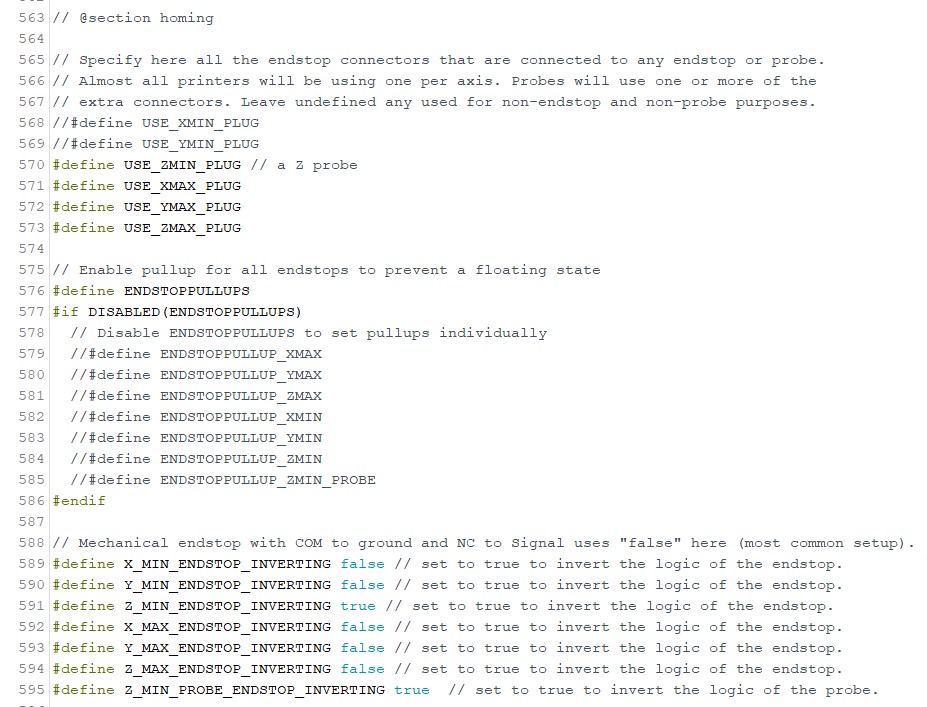 563 // @section homing
564
565 // Specify here all the endstop connectors that are connected to any endstop or probe.
566 // Almost all printers will be using one per axis. Probes will use one or more of the
567 // extra connectors. Leave undefined any used for non-endstop and non-probe purposes.
568 //#define USE_XMIN_PLUG
569 //#define USE_YMIN_PLUG
570 #define USE_ZMIN_PLUG // a Z probe
571 #define USE_XMAX_PLUG
572 #define USE_YMAX_PLUG
573 #define USE_ZMAX_PLUG
574
575 // Enable pullup for all endstops to prevent a floating state
576 #define ENDSTOPPULLUPS
577 #if DISABLED(ENDSTOPPULLUPS)
578   // Disable ENDSTOPPULLUPS to set pullups individually
579   //#define ENDSTOPPULLUP_XMAX
580   //#define ENDSTOPPULLUP_YMAX
581   //#define ENDSTOPPULLUP_ZMAX
582   //#define ENDSTOPPULLUP_XMIN
583   //#define ENDSTOPPULLUP_YMIN
584   //#define ENDSTOPPULLUP_ZMIN
585   //#define ENDSTOPPULLUP_ZMIN_PROBE
586 #endif
587
588 // Mechanical endstop with COM to ground and NC to Signal uses "false" here (most common setup).
589 #define X_MIN_ENDSTOP_INVERTING false // set to true to invert the logic of the endstop.
590 #define Y_MIN_ENDSTOP_INVERTING false // set to true to invert the logic of the endstop.
591 #define Z_MIN_ENDSTOP_INVERTING true // set to true to invert the logic of the endstop.
592 #define X_MAX_ENDSTOP_INVERTING false // set to true to invert the logic of the endstop.
593 #define Y_MAX_ENDSTOP_INVERTING false // set to true to invert the logic of the endstop.
594 #define Z_MAX_ENDSTOP_INVERTING false // set to true to invert the logic of the endstop.
595 #define Z_MIN_PROBE_ENDSTOP_INVERTING true  // set to true to invert the logic of the probe.